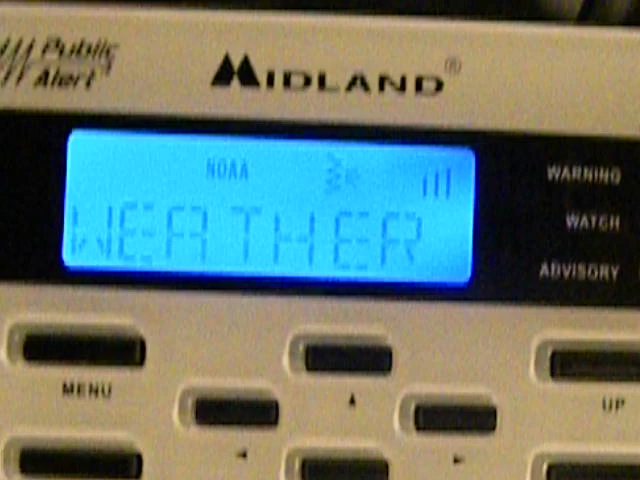 Public
Alert
MIDLAND®
NOAA
WEATHER
WARNING
WATCH
ADVISORY
MENU
UP